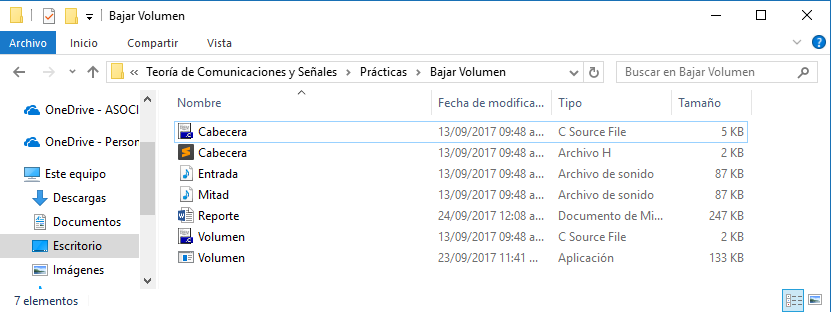 Bajar Volumen
Archivo Inicio Compartir Vista
« Teoría de Comunicaciones y Señales > Prácticas > Bajar Volumen Buscar en Bajar Volumen
Nombre Fecha de modifica... Tipo Tamaño
OneDrive - ASOCI
OneDrive - Person
Este equipo
Descargas
Documentos
Escritorio
Imágenes
Cabecera 13/09/2017 09:48 a... C Source File 5 KB
Cabecera 13/09/2017 09:48 a... Archivo H 2 KB
Entrada 13/09/2017 09:48 a... Archivo de sonido 87 KB
Mitad 13/09/2017 09:48 a... Archivo de sonido 87 KB
Reporte 24/09/2017 12:08 a... Documento de Mi... 247 KB
Volumen 13/09/2017 09:48 a... C Source File 2 KB
Volumen 23/09/2017 11:41 ... Aplicación 133 KB
7 elementos